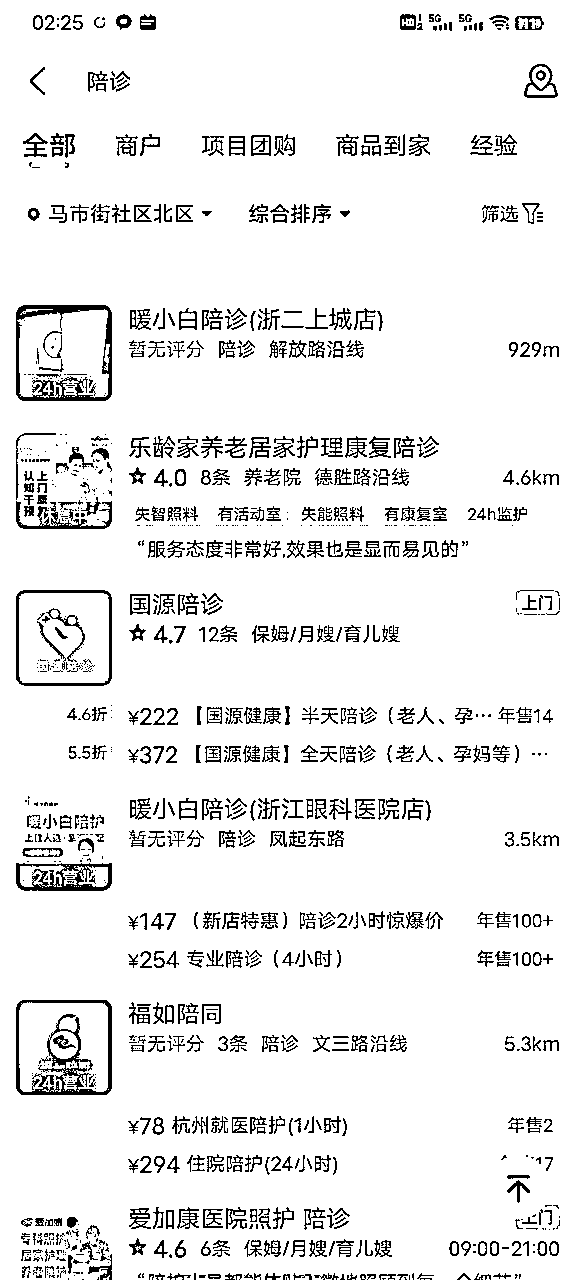 02:25
陪诊
全部 商户 项目团购 商品到家 经验
马市街社区北区 综合排序 筛选
暖小白陪诊(浙二上城店)
暂无评分 陪诊 解放路沿线 929m
24h营业
乐龄家养老居家护理康复陪诊
4.0 8条 养老院 德胜路沿线 4.6km
失智照料 有活动室 失能照料 有康复室 24h监护
“服务态度非常好,效果也是显而易见的”
国源陪诊 上门
4.7 12条 保姆/月嫂/育儿嫂
4.6折 ¥222 【国源健康】半天陪诊（老人、孕… 年售14
5.5折 ¥372 【国源健康】全天陪诊（老人、孕妈等）…
暖小白陪诊(浙江眼科医院店)
暖小白陪护
暂无评分 陪诊 凤起东路 3.5km
24h营业
¥147 （新店特惠）陪诊2小时惊爆价 年售100+
¥254 专业陪诊（4小时） 年售100+
福如陪同
暂无评分 3条 陪诊 文三路沿线 5.3km
24h营业
¥78 杭州就医陪护(1小时) 年售2
¥294 住院陪护(24小时)
爱加康医院照护 陪诊 上门
4.6 6条 保姆/月嫂/育儿嫂 09:00-21:00